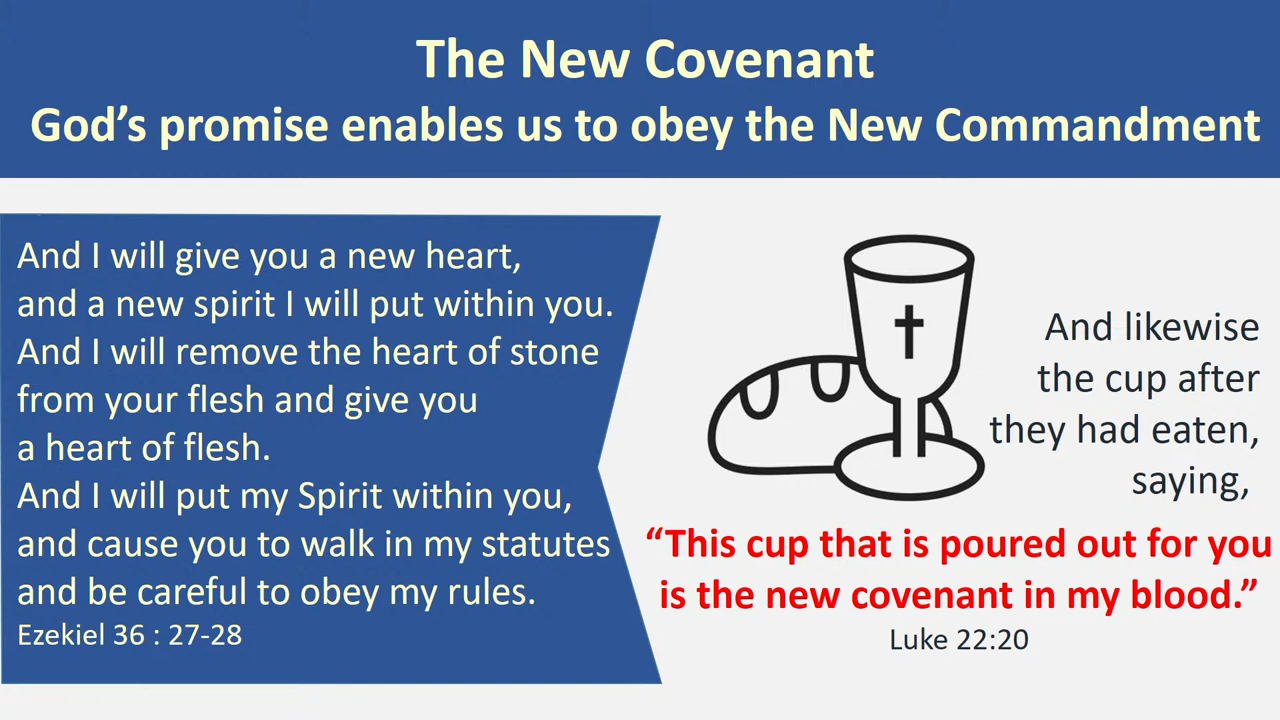 The New Covenant
God’s promise enables us to obey the New Commandment
And I will give you a new heart,
and a new spirit I will put within you.
And I will remove the heart of stone
from your flesh and give you
a heart of flesh.
And I will put my Spirit within you,
and cause you to walk in my statutes
and be careful to obey my rules.
Ezekiel 36 : 27-28
And likewise
the cup after
they had eaten,
saying,
“This cup that is poured out for you
is the new covenant in my blood.”
Luke 22:20